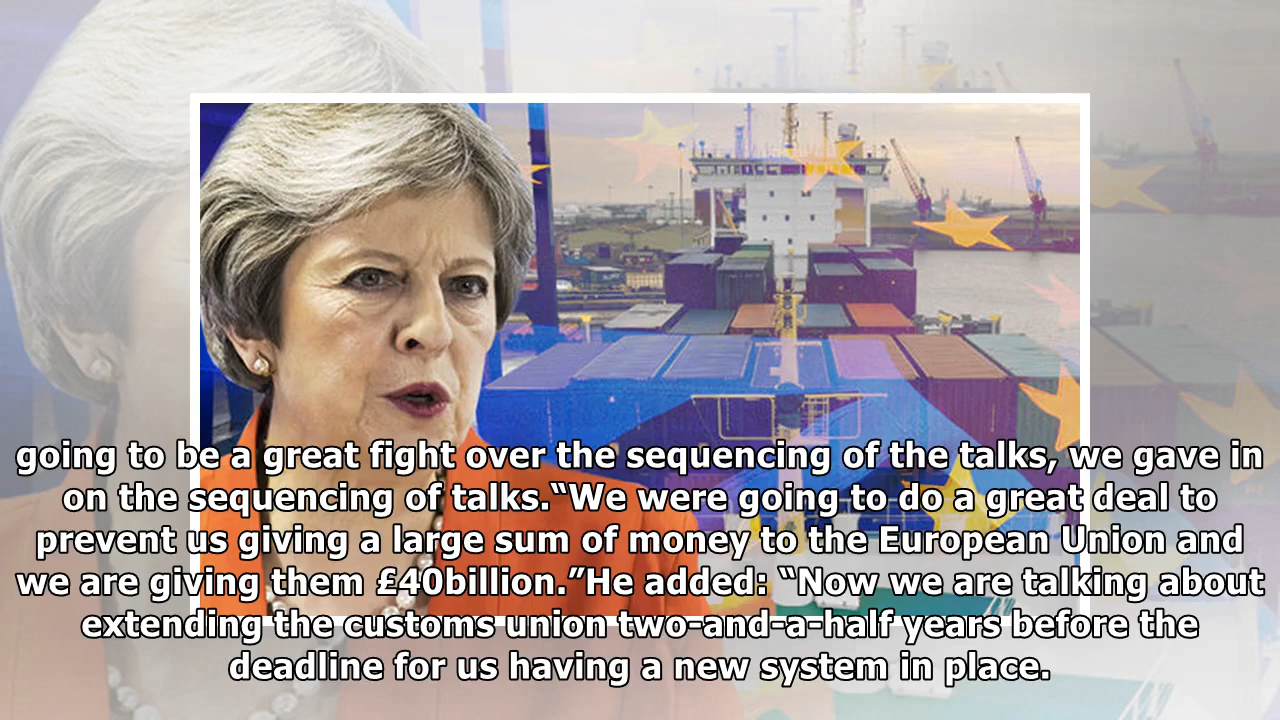 going to be a great fight over the sequencing of the talks, we gave in
on the sequencing of talks.“We were going to do a great deal to
prevent us giving a large sum of money to the European Union and
we are giving them £40billion.”He added: “Now we are talking about
extending the customs union two-and-a-half years before the
deadline for us having a new system in place.